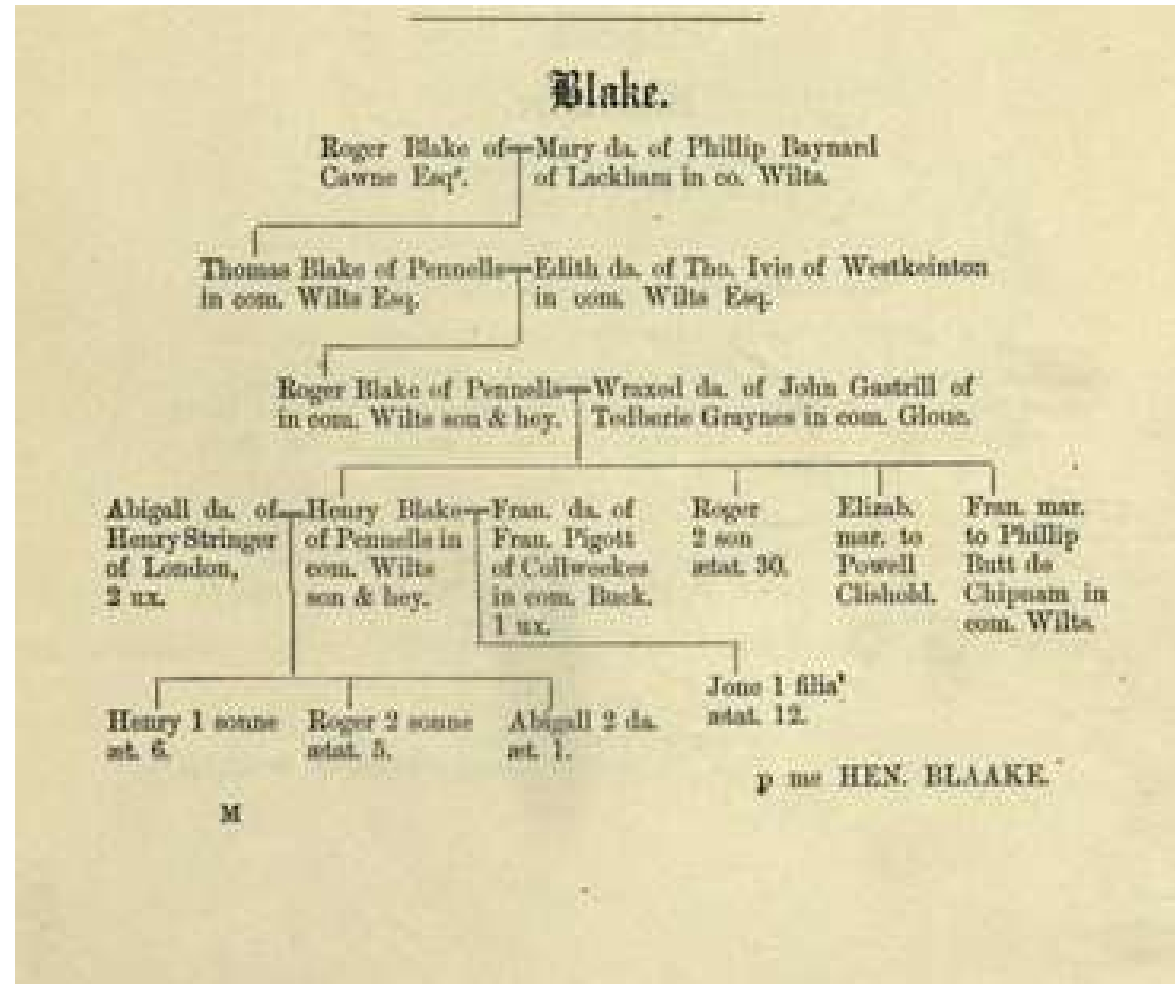 Blake.
Roger Blake of Mary da. of Phillip Baynard
Cawne Esqr. of Lackham in co. Wilts.
Thomas Blake of Pennells Edith da. of Tho. Ivie of Westkeinton
in com. Wilts Esq. in com. Wilts Esq.
Roger Blake of Pennells Wraxed da. of John Gastrill of
in com. Wilts son & hey. Tedberie Graynes in com. Glouc.
Abigall da. of
Henry Stringer
of London,
2 ux.
Henry Blake
of Pennells in
com. Wilts
son & hey.
Fran. da. of
Fran. Pigott
of Collweckes
in com. Buck.
1 ux.
Roger
2 son
ætat. 30.
Elizab.
mar. to
Powell
Clishold.
Fran. mar.
to Phillip
Butt de
Chipnam in
com. Wilts.
Henry 1 sonne
æt. 6.
Roger 2 sonne
ætat. 5.
Abigall 2 da.
æt. 1.
Jone 1 filia
ætat. 12.
p me HEN. BLAAKE.
M